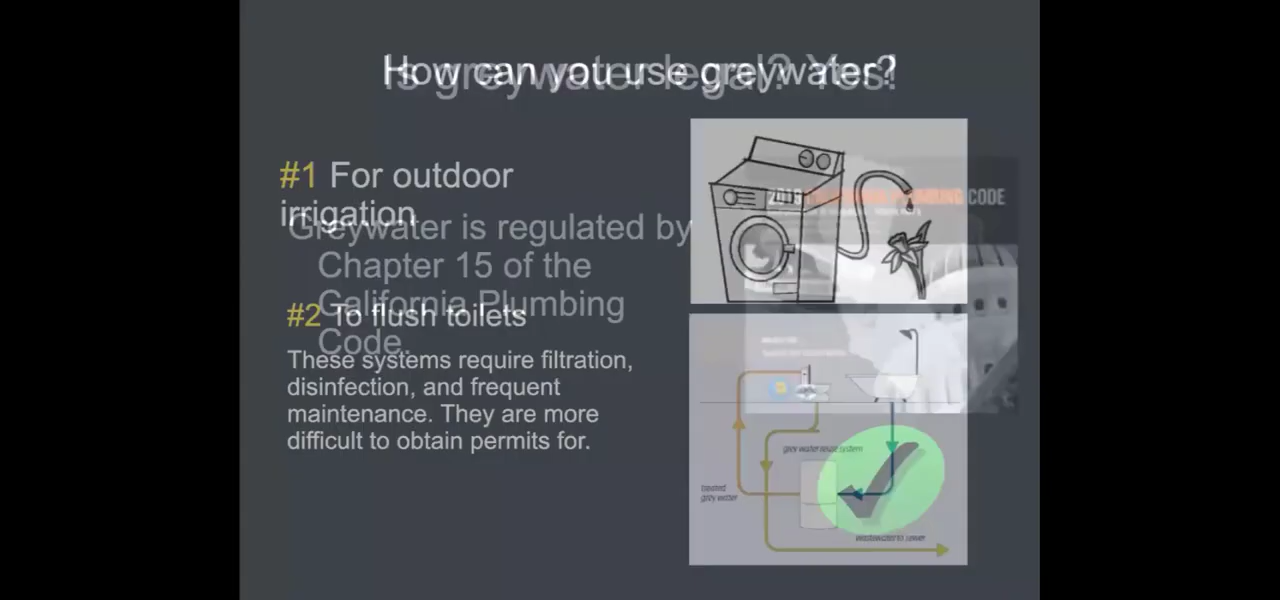 How can you use greywater?
Is greywater legal? Yes!
#1 For outdoor
irrigation
Greywater is regulated by
Chapter 15 of the
California Plumbing
Code.
#2 To flush toilets
These systems require filtration,
disinfection, and frequent
maintenance. They are more
difficult to obtain permits for.
PLUMBING CODE
grey water reuse system
treated
grey water
wastewater to sewer